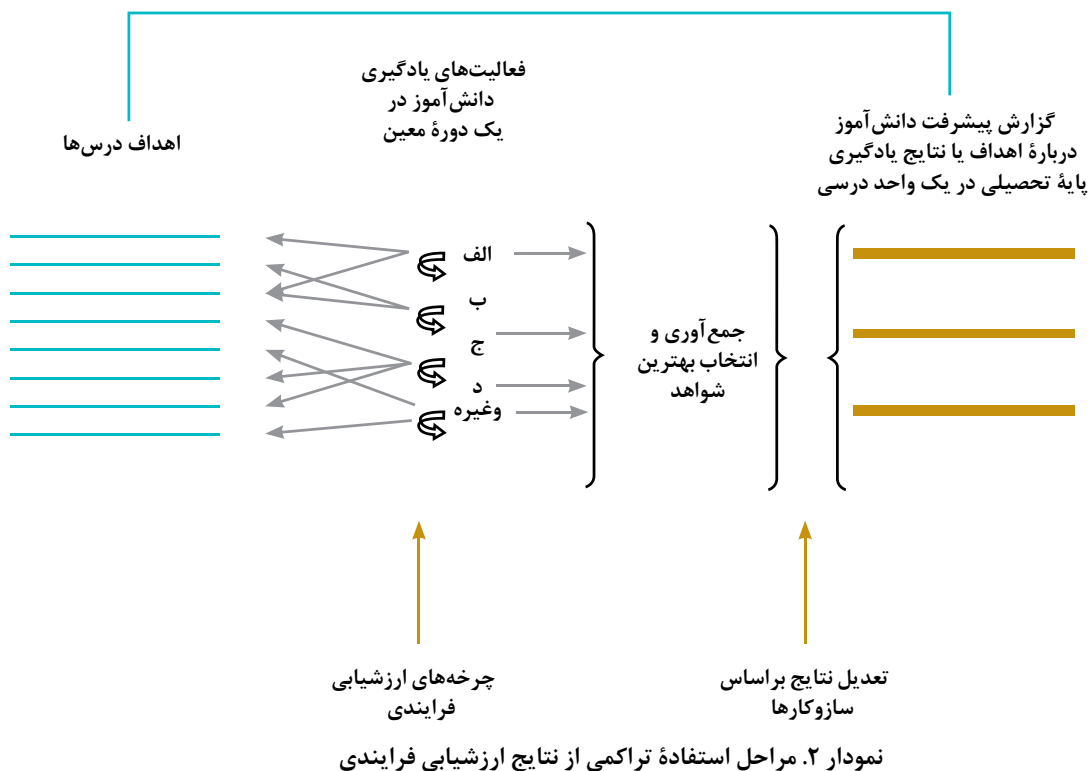 گزارش پیشرفت دانش‌آموز
دربارهٔ اهداف یا نتایج یادگیری
پایهٔ تحصیلی در یک واحد درسی
فعالیت‌های یادگیری
دانش‌آموز در
یک دورهٔ معین
اهداف درس‌ها
الف
ب
ج
د
وغیره
جمع‌آوری و
انتخاب بهترین
شواهد
تعدیل نتایج براساس
سازوکارها
چرخه‌های ارزشیابی
فرایندی
نمودار ۲. مراحل استفادهٔ تراکمی از نتایج ارزشیابی فرایندی